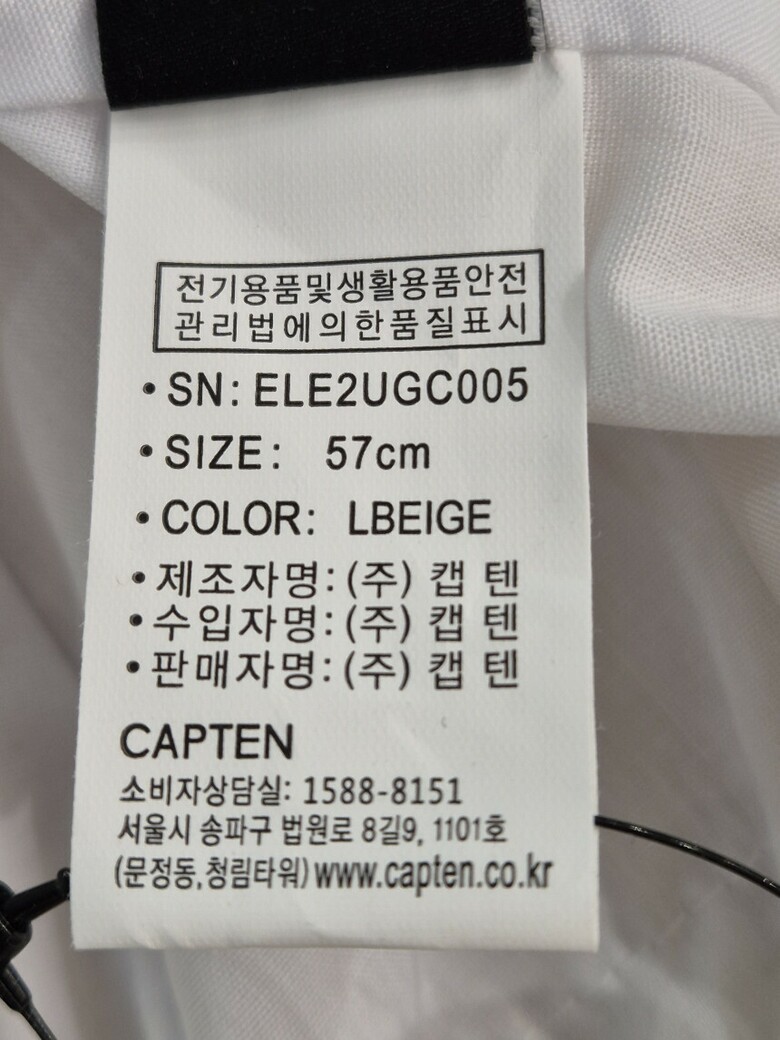 전기용품및생활용품안전
관리법에의한품질표시
• SN: ELE2UGC005
• SIZE: 57cm
• COLOR: LBEIGE
• 제조자명: (주) 캡 텐
• 수입자명: (주) 캡 텐
• 판매자명: (주) 캡 텐
CAPTEN
소비자상담실: 1588-8151
서울시 송파구 법원로 8길9, 1101호
(문정동,청림타워) www.capten.co.kr